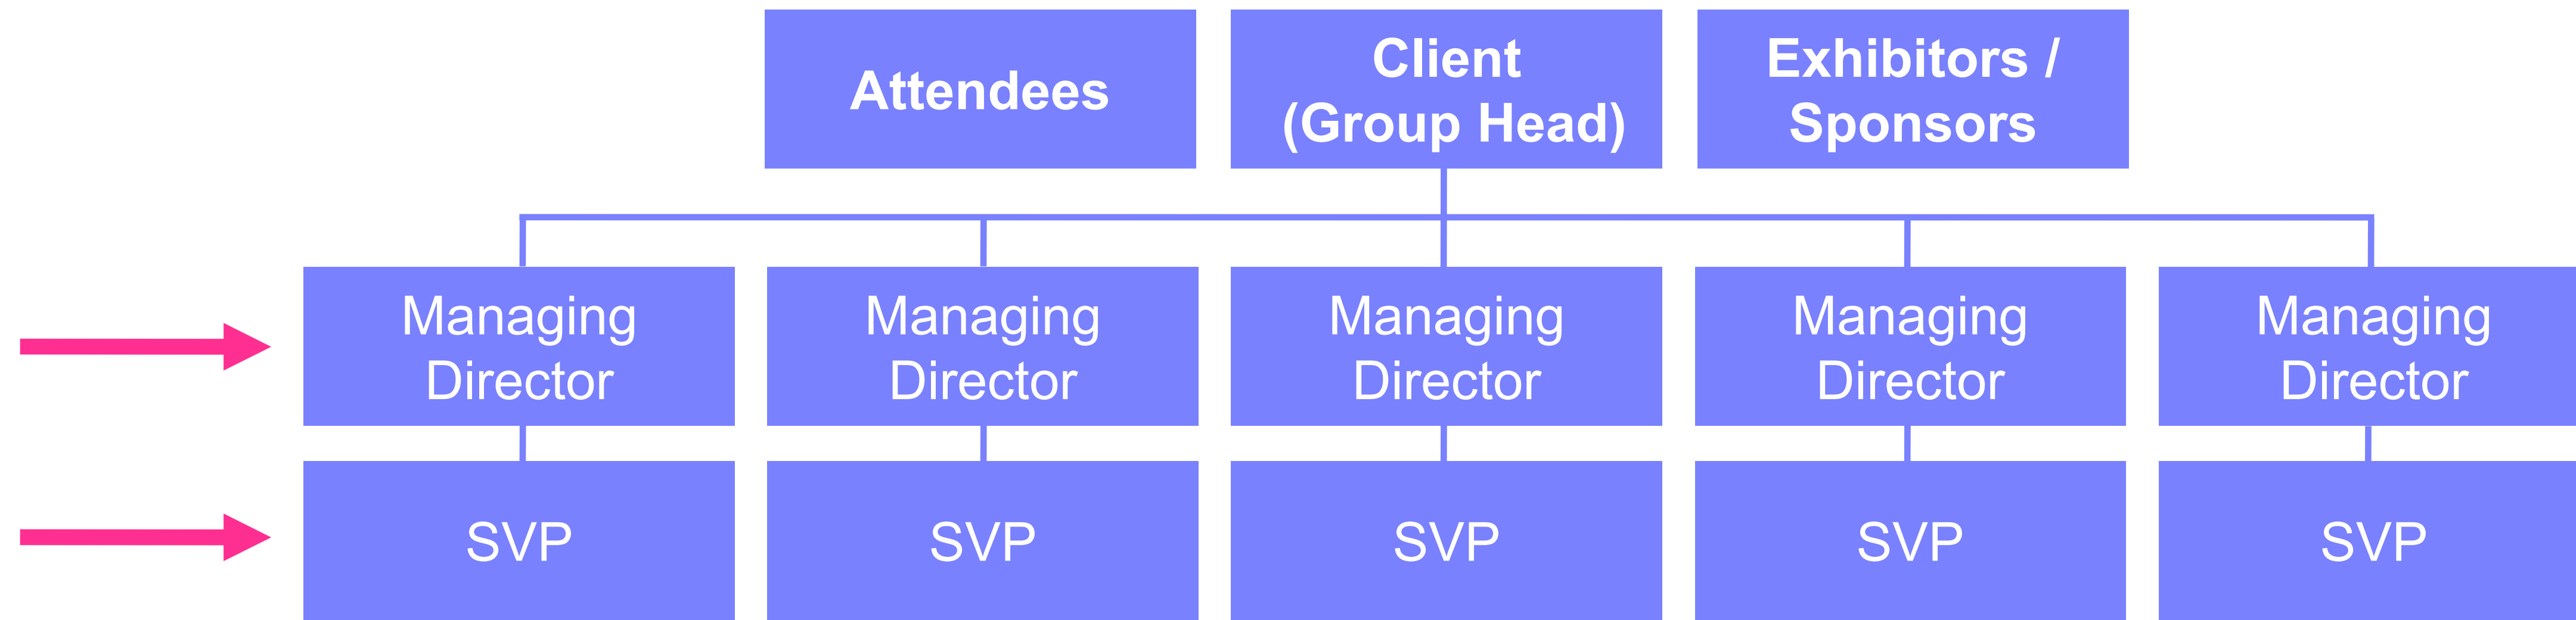 Attendees
Client
(Group Head)
Exhibitors /
Sponsors
Managing
Director
Managing
Director
Managing
Director
Managing
Director
Managing
Director
SVP
SVP
SVP
SVP
SVP